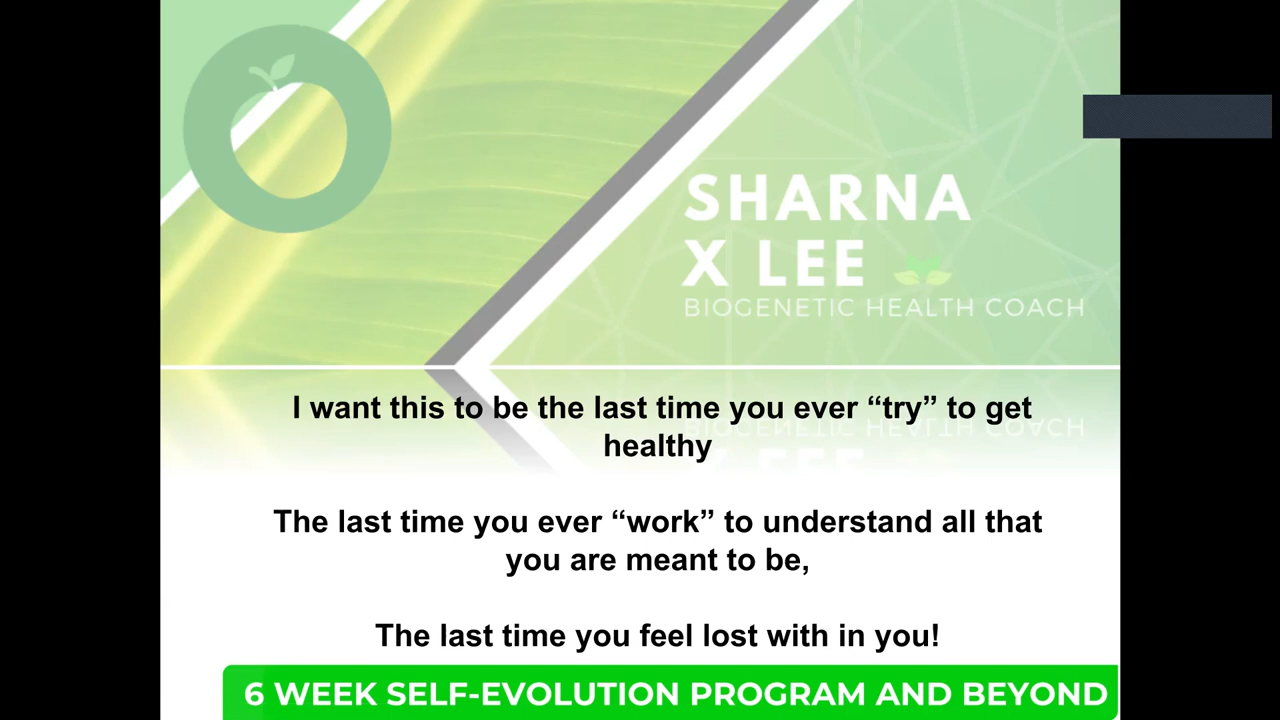 SHARNA
X LEE
BIOGENETIC HEALTH COACH
I want this to be the last time you ever “try” to get
healthy
The last time you ever “work” to understand all that
you are meant to be,
The last time you feel lost with in you!
6 WEEK SELF-EVOLUTION PROGRAM AND BEYOND